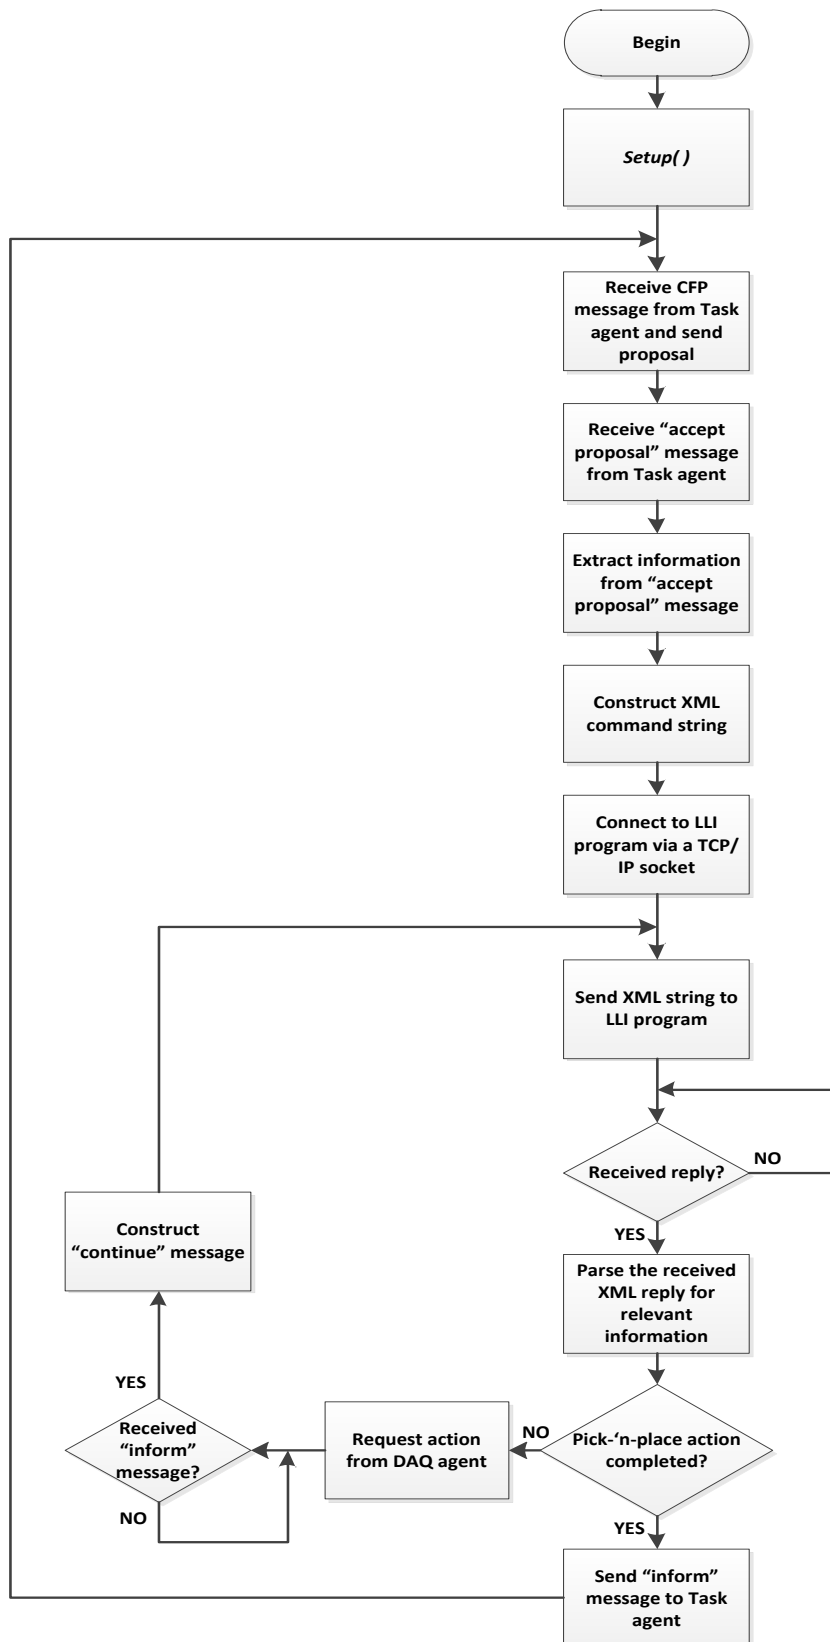 Begin
Setup( )
Receive CFP
message from Task
agent and send
proposal
Receive “accept
proposal” message
from Task agent
Extract information
from “accept
proposal” message
Construct XML
command string
Connect to LLI
program via a TCP/
IP socket
Send XML string to
LLI program
Received reply?
NO
YES
Construct
“continue” message
Parse the received
XML reply for
relevant
information
YES
Received
“inform”
message?
NO
Request action
from DAQ agent
NO
Pick-‘n-place action
completed?
YES
Send “inform”
message to Task
agent